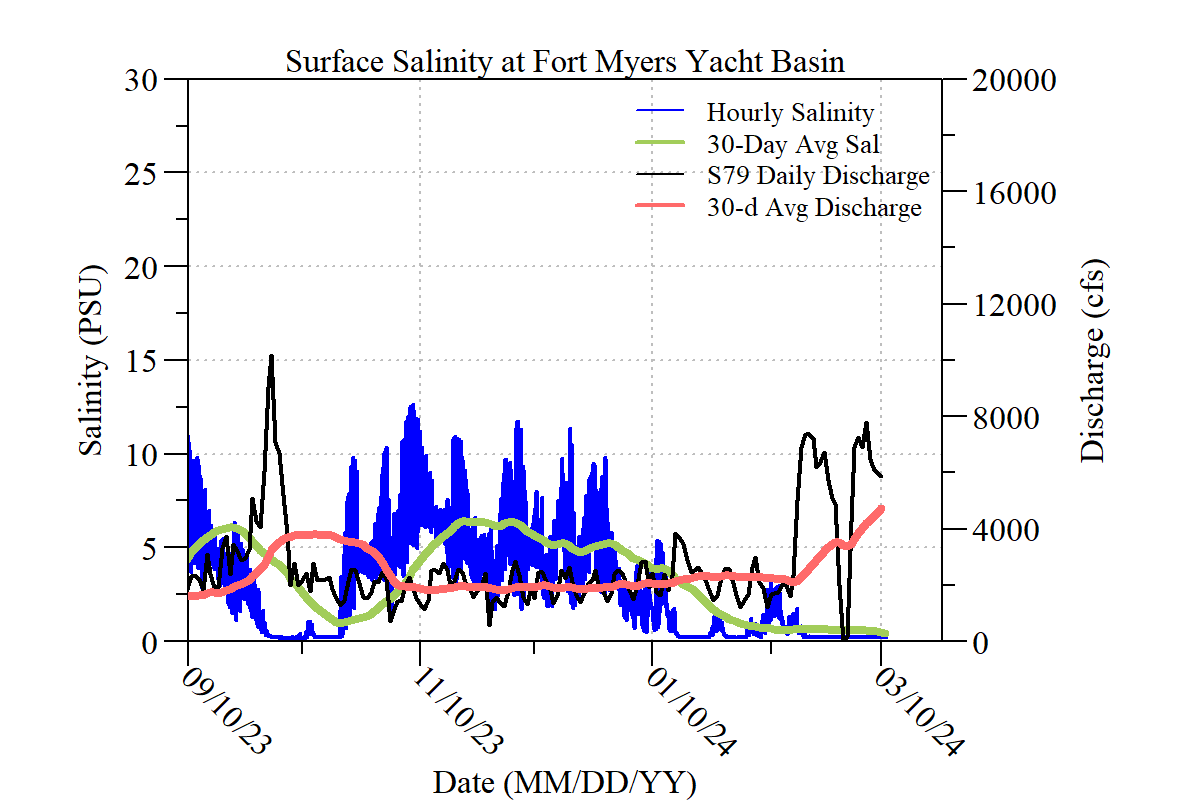 Surface Salinity at Fort Myers Yacht Basin
30
25
20
15
10
5
0
Salinity (PSU)
Hourly Salinity
30-Day Avg Sal
S79 Daily Discharge
30-d Avg Discharge
20000
16000
12000
8000
4000
0
Discharge (cfs)
09/10/23
11/10/23
01/10/24
03/10/24
Date (MM/DD/YY)